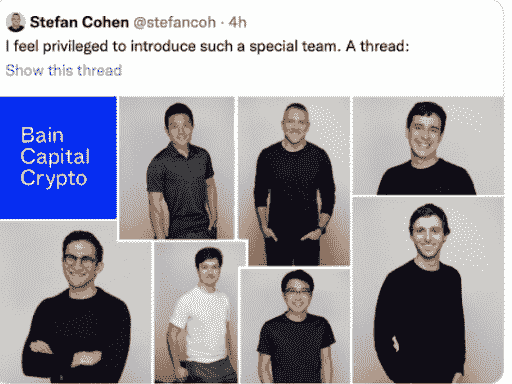 Stefan Cohen @stefancoh · 4h
I feel privileged to introduce such a special team. A thread:
Show this thread
Bain
Capital
Crypto